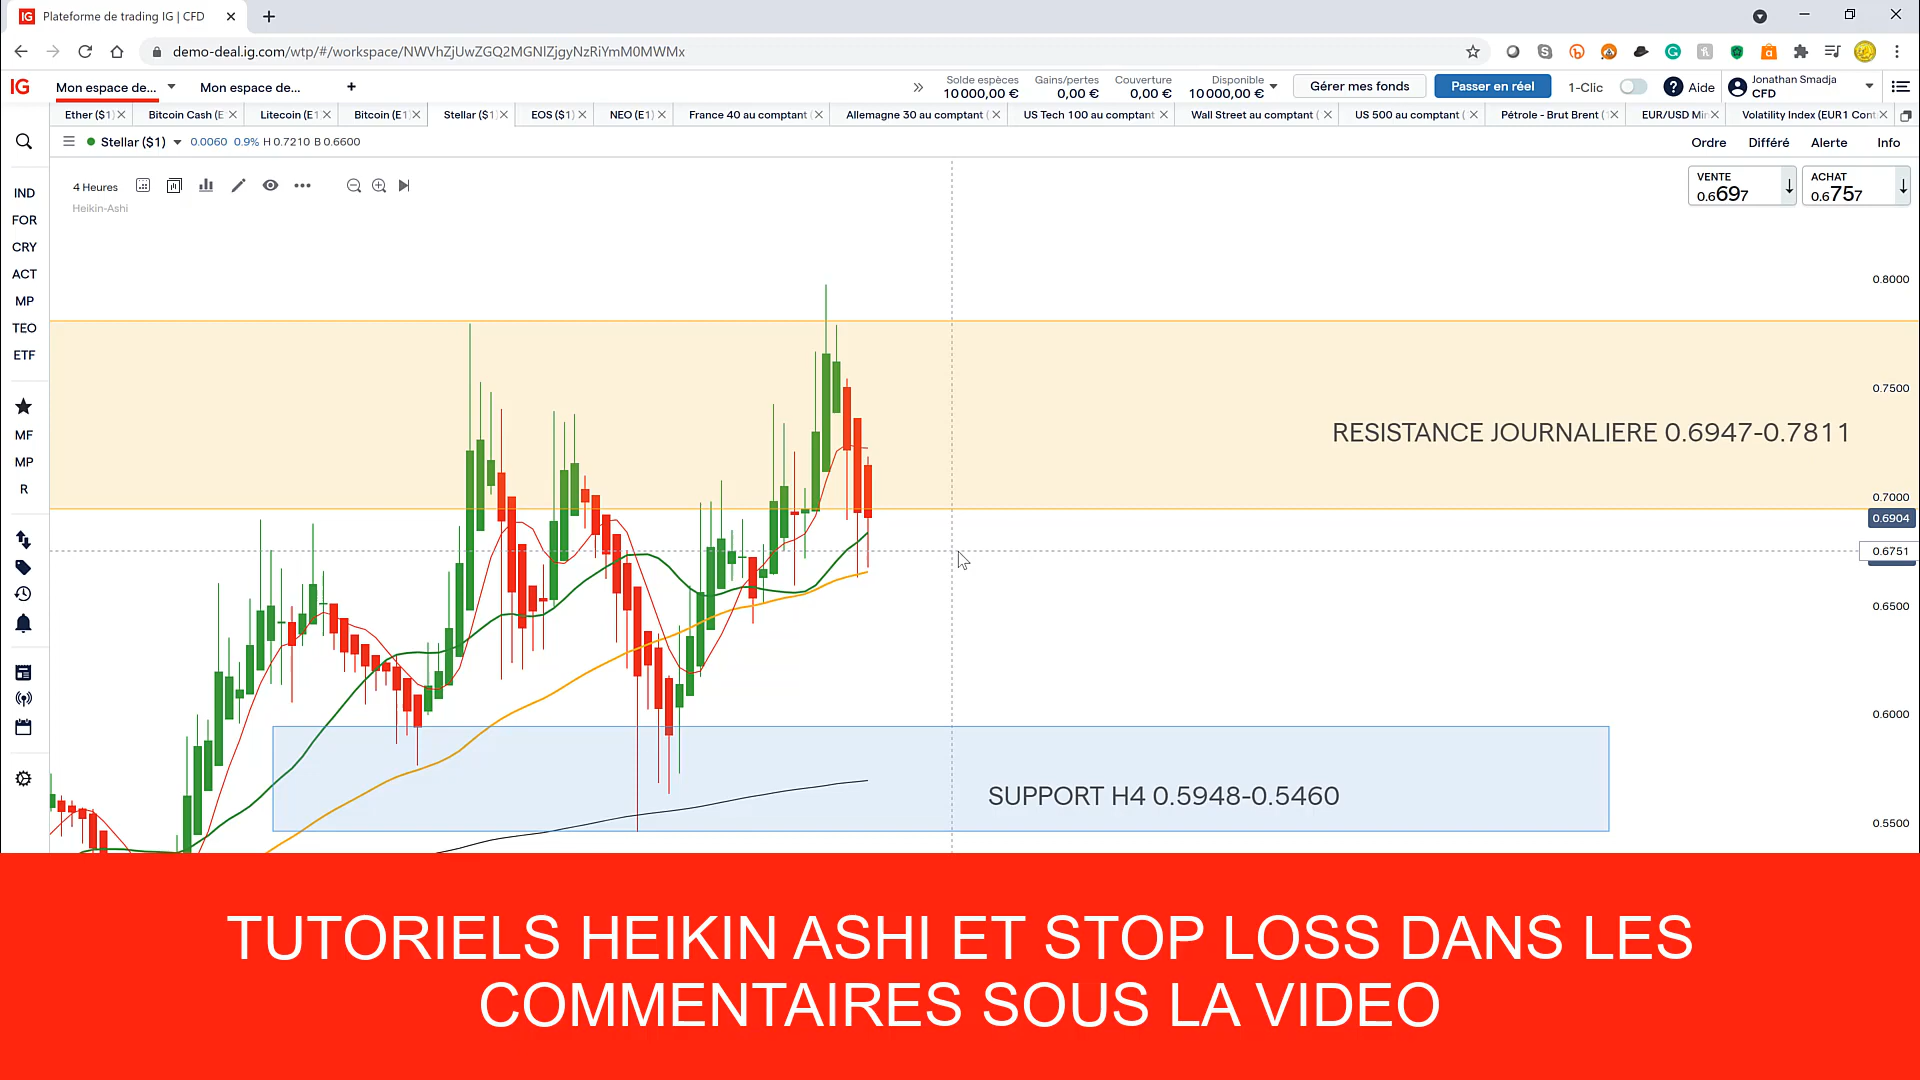 IG Plateforme de trading IG | CFD
demo-deal.ig.com/wtp/#/workspace/NWVhZjUwZGQ2MGNlZjgyNzRiYmM0MWMx
IG Mon espace de... Mon espace de... +
Solde espèces Gains/pertes Couverture Disponible
10 000,00 € 0,00 € 0,00 € 10 000,00 €
Gérer mes fonds Passer en réel 1-Clic Aide
Jonathan Smadja
CFD
Ether ($1) Bitcoin Cash (E Litecoin (E1 Bitcoin (E1) Stellar ($1) EOS ($1) NEO (E1) France 40 au comptant ( Allemagne 30 au comptant ( US Tech 100 au comptant Wall Street au comptant ( US 500 au comptant ( Pétrole - Brut Brent ( EUR/USD Mi Volatility Index (EUR1 Cont
Stellar ($1) 0.0060 0.9% H 0.7210 B 0.6600
Ordre Différé Alerte Info
4 Heures
Heikin-Ashi
VENTE
0.6697
ACHAT
0.6757
IND
FOR
CRY
ACT
MP
TEO
ETF
MF
MP
R
0.8000
0.7500
RESISTANCE JOURNALIERE 0.6947-0.7811
0.7000
0.6904
0.6751
0.6500
0.6000
SUPPORT H4 0.5948-0.5460
0.5500
TUTORIELS HEIKIN ASHI ET STOP LOSS DANS LES
COMMENTAIRES SOUS LA VIDEO